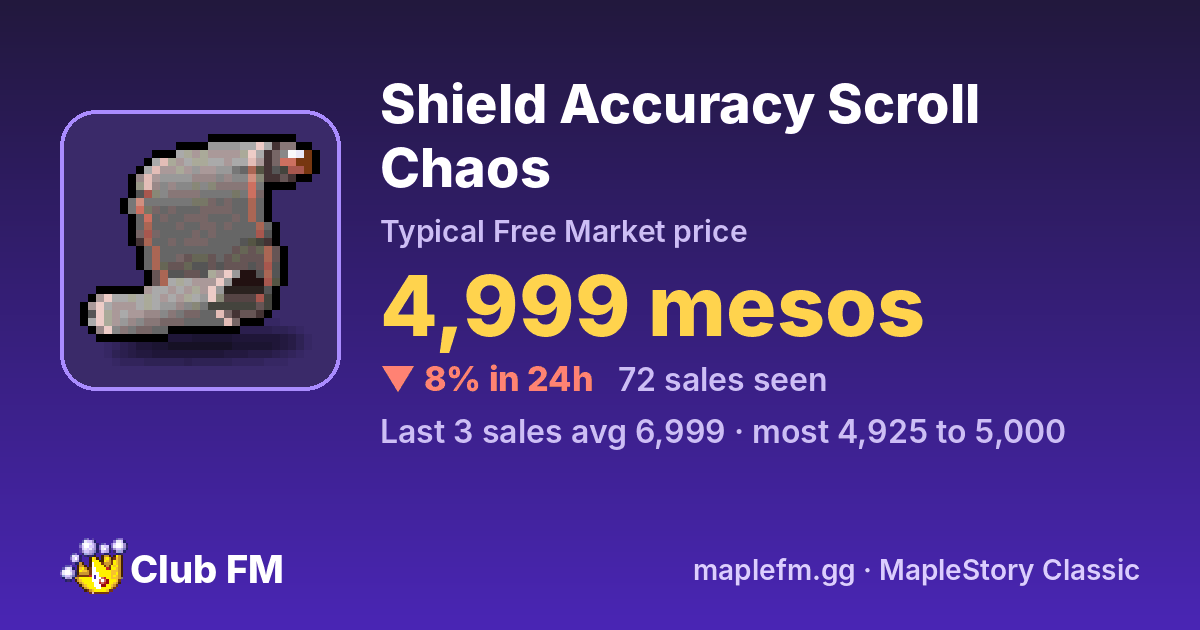 Shield Accuracy Scroll
Chaos
Typical Free Market price
4,999 mesos
▼ 8% in 24h 72 sales seen
Last 3 sales avg 6,999 · most 4,925 to 5,000
Club FM
maplefm.gg · MapleStory Classic